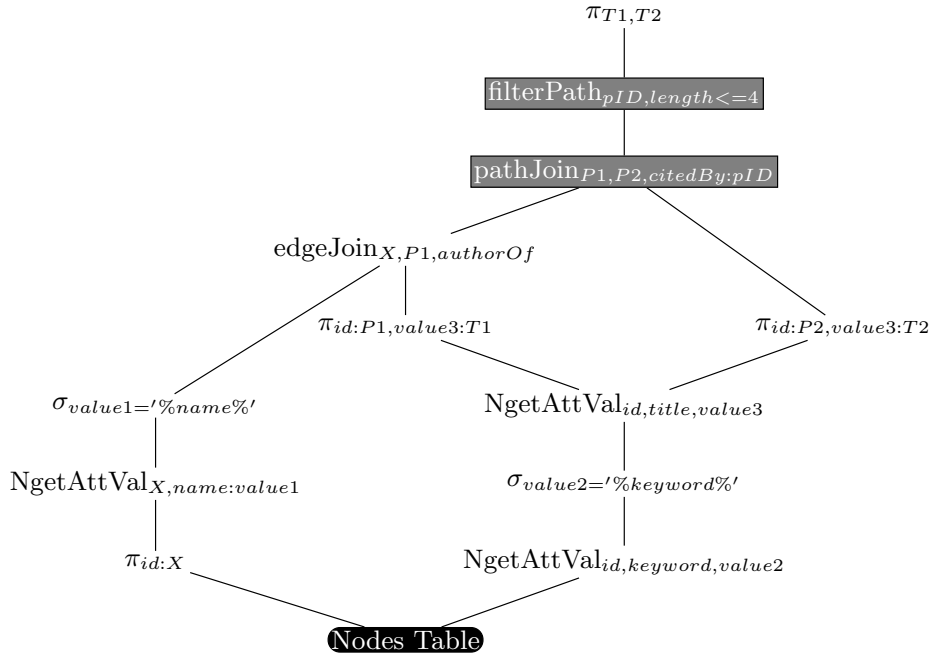 π_{T1,T2}
filterPath_{pID,length<=4}
pathJoin_{P1,P2,citedBy:pID}
edgeJoin_{X,P1,authorOf}
π_{id:P1,value3:T1}
π_{id:P2,value3:T2}
σ_{value1='%name%'}
NgetAttVal_{id,title,value3}
NgetAttVal_{X,name:value1}
σ_{value2='%keyword%'}
π_{id:X}
NgetAttVal_{id,keyword,value2}
Nodes Table